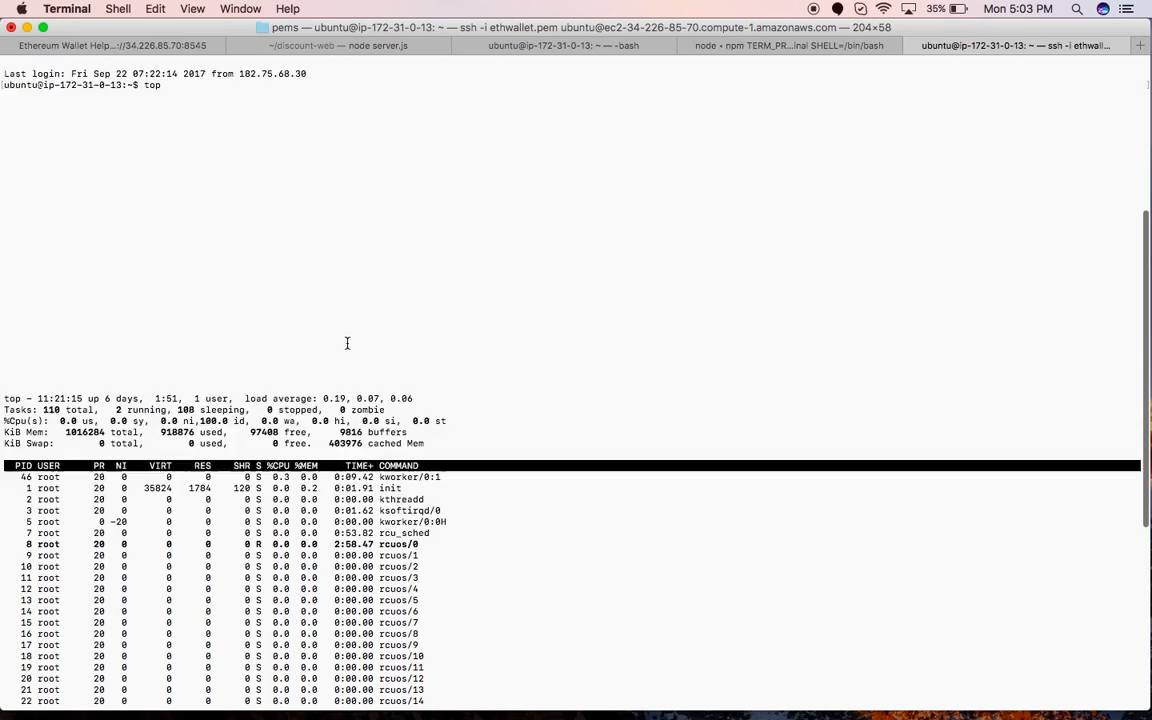 Terminal Shell Edit View Window Help 35% Mon 5:03 PM
pems — ubuntu@ip-172-31-0-13: ~ — ssh -i ethwallet.pem ubuntu@ec2-34-226-85-70.compute-1.amazonaws.com — 204×58
Ethereum Wallet Help...://34.226.85.70:8545 ~/discount-web — node server.js ubuntu@ip-172-31-0-13: ~ — -bash node • npm TERM_PR...inal SHELL=/bin/bash ubuntu@ip-172-31-0-13: ~ — ssh -i ethwall... +
Last login: Fri Sep 22 07:22:14 2017 from 182.75.68.30
[ubuntu@ip-172-31-0-13:~$ top ]
top - 11:21:15 up 6 days, 1:51, 1 user, load average: 0.19, 0.07, 0.06
Tasks: 110 total, 2 running, 108 sleeping, 0 stopped, 0 zombie
%Cpu(s): 0.0 us, 0.0 sy, 0.0 ni,100.0 id, 0.0 wa, 0.0 hi, 0.0 si, 0.0 st
KiB Mem: 1016284 total, 918876 used, 97408 free, 9816 buffers
KiB Swap: 0 total, 0 used, 0 free. 403976 cached Mem
PID USER PR NI VIRT RES SHR S %CPU %MEM TIME+ COMMAND
46 root 20 0 0 0 0 S 0.3 0.0 0:09.42 kworker/0:1
1 root 20 0 35824 1784 120 S 0.0 0.2 0:01.91 init
2 root 20 0 0 0 0 S 0.0 0.0 0:00.00 kthreadd
3 root 20 0 0 0 0 S 0.0 0.0 0:01.62 ksoftirqd/0
5 root 0 -20 0 0 0 S 0.0 0.0 0:00.00 kworker/0:0H
7 root 20 0 0 0 0 S 0.0 0.0 0:53.82 rcu_sched
8 root 20 0 0 0 0 R 0.0 0.0 2:58.47 rcuos/0
9 root 20 0 0 0 0 S 0.0 0.0 0:00.00 rcuos/1
10 root 20 0 0 0 0 S 0.0 0.0 0:00.00 rcuos/2
11 root 20 0 0 0 0 S 0.0 0.0 0:00.00 rcuos/3
12 root 20 0 0 0 0 S 0.0 0.0 0:00.00 rcuos/4
13 root 20 0 0 0 0 S 0.0 0.0 0:00.00 rcuos/5
14 root 20 0 0 0 0 S 0.0 0.0 0:00.00 rcuos/6
15 root 20 0 0 0 0 S 0.0 0.0 0:00.00 rcuos/7
16 root 20 0 0 0 0 S 0.0 0.0 0:00.00 rcuos/8
17 root 20 0 0 0 0 S 0.0 0.0 0:00.00 rcuos/9
18 root 20 0 0 0 0 S 0.0 0.0 0:00.00 rcuos/10
19 root 20 0 0 0 0 S 0.0 0.0 0:00.00 rcuos/11
20 root 20 0 0 0 0 S 0.0 0.0 0:00.00 rcuos/12
21 root 20 0 0 0 0 S 0.0 0.0 0:00.00 rcuos/13
22 root 20 0 0 0 0 S 0.0 0.0 0:00.00 rcuos/14